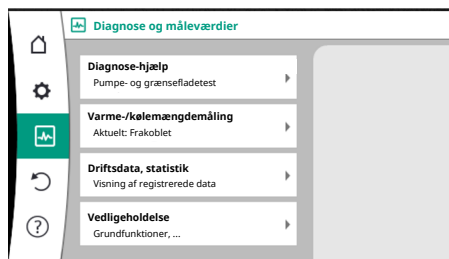 Diagnose og måleværdier
Diagnose-hjælp
Pumpe- og grænsefladetest
Varme-/kølemængdemåling
Aktuelt: Frakoblet
Driftsdata, statistik
Visning af registrerede data
Vedligeholdelse
Grundfunktioner, ...
?